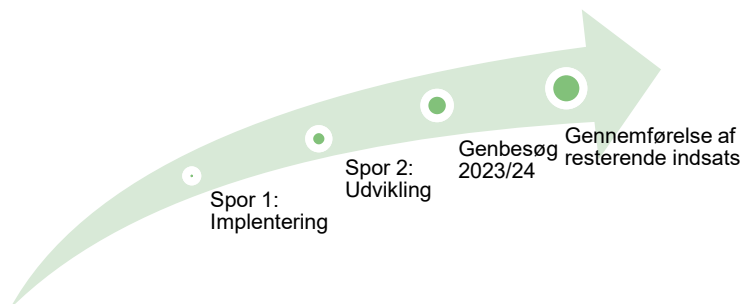 Spor 1:
Implentering
Spor 2:
Udvikling
Genbesøg
2023/24
Gennemførelse af
resterende indsats